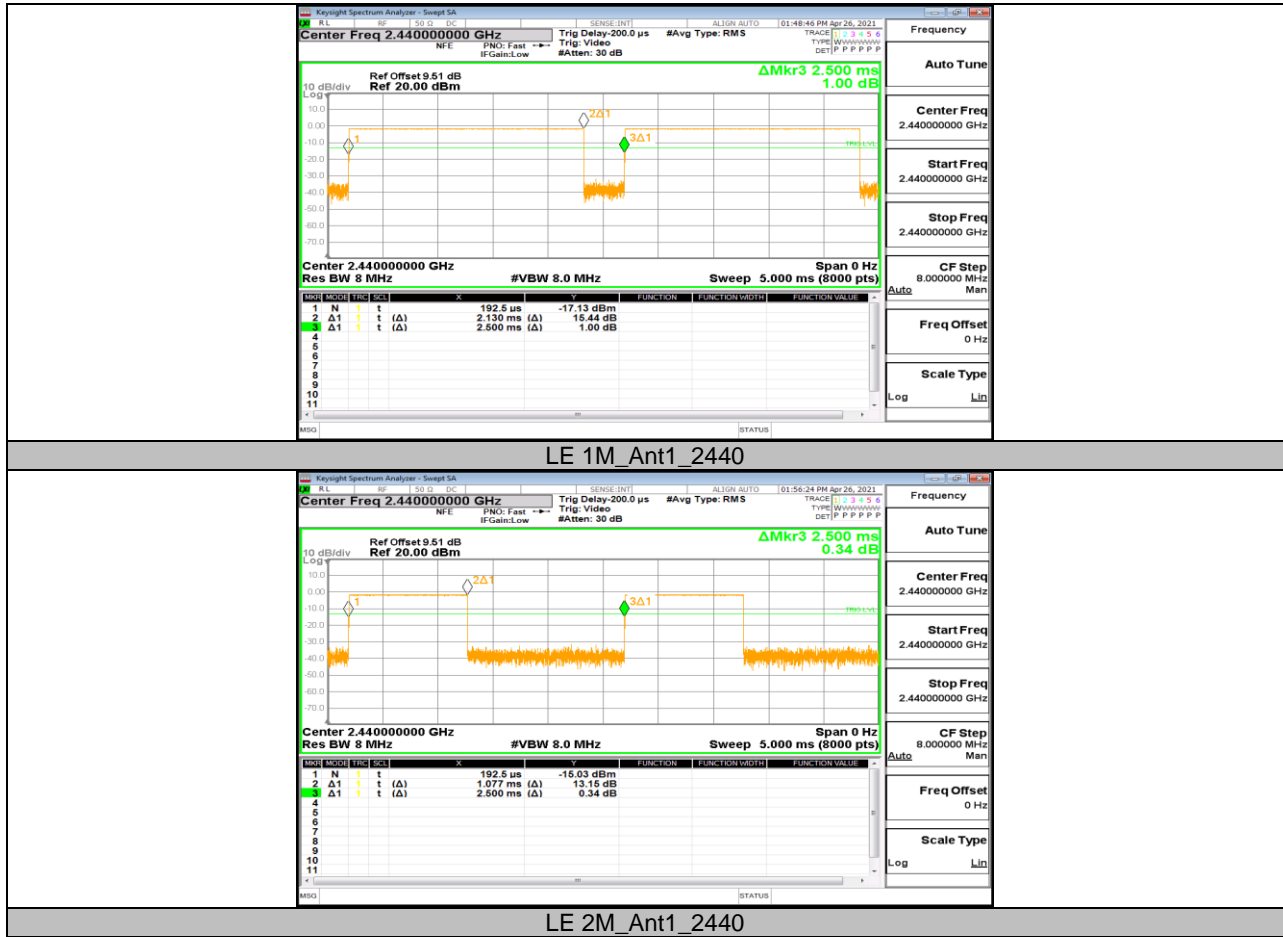 Keysight Spectrum Analyzer - Swept SA
RL RF 50 Ω DC SENSE:INT ALIGN AUTO 01:48:46 PM Apr 26, 2021
Center Freq 2.440000000 GHz
NFE PNO: Fast IFGain:Low
Trig Delay-200.0 µs #Avg Type: RMS
Trig: Video
#Atten: 30 dB
TRACE 1 2 3 4 5 6
TYPE WWWWWW
DET P P P P P P
Frequency
Auto Tune
Center Freq
2.440000000 GHz
Start Freq
2.440000000 GHz
Stop Freq
2.440000000 GHz
CF Step
8.000000 MHz
Auto Man
Freq Offset
0 Hz
Scale Type
Log Lin
ΔMkr3 2.500 ms
1.00 dB
Ref Offset 9.51 dB
10 dB/div Ref 20.00 dBm
Log
10.0
0.00
-10.0
-20.0
-30.0
-40.0
-50.0
-60.0
-70.0
1
2Δ1
3Δ1
TRIG LVL
Center 2.440000000 GHz Span 0 Hz
Res BW 8 MHz #VBW 8.0 MHz Sweep 5.000 ms (8000 pts)
MKR MODE TRC SCL X Y FUNCTION FUNCTION WIDTH FUNCTION VALUE
1 N 1 t 192.5 µs -17.13 dBm
2 Δ1 1 t (Δ) 2.130 ms (Δ) 15.44 dB
3 Δ1 1 t (Δ) 2.500 ms (Δ) 1.00 dB
4
5
6
7
8
9
10
11
MSG STATUS
LE 1M_Ant1_2440
Keysight Spectrum Analyzer - Swept SA
RL RF 50 Ω DC SENSE:INT ALIGN AUTO 01:56:24 PM Apr 26, 2021
Center Freq 2.440000000 GHz
NFE PNO: Fast IFGain:Low
Trig Delay-200.0 µs #Avg Type: RMS
Trig: Video
#Atten: 30 dB
TRACE 1 2 3 4 5 6
TYPE WWWWWW
DET P P P P P P
Frequency
Auto Tune
Center Freq
2.440000000 GHz
Start Freq
2.440000000 GHz
Stop Freq
2.440000000 GHz
CF Step
8.000000 MHz
Auto Man
Freq Offset
0 Hz
Scale Type
Log Lin
ΔMkr3 2.500 ms
0.34 dB
Ref Offset 9.51 dB
10 dB/div Ref 20.00 dBm
Log
10.0
0.00
-10.0
-20.0
-30.0
-40.0
-50.0
-60.0
-70.0
1
2Δ1
3Δ1
TRIG LVL
Center 2.440000000 GHz Span 0 Hz
Res BW 8 MHz #VBW 8.0 MHz Sweep 5.000 ms (8000 pts)
MKR MODE TRC SCL X Y FUNCTION FUNCTION WIDTH FUNCTION VALUE
1 N 1 t 192.5 µs -15.03 dBm
2 Δ1 1 t (Δ) 1.077 ms (Δ) 13.15 dB
3 Δ1 1 t (Δ) 2.500 ms (Δ) 0.34 dB
4
5
6
7
8
9
10
11
MSG STATUS
LE 2M_Ant1_2440